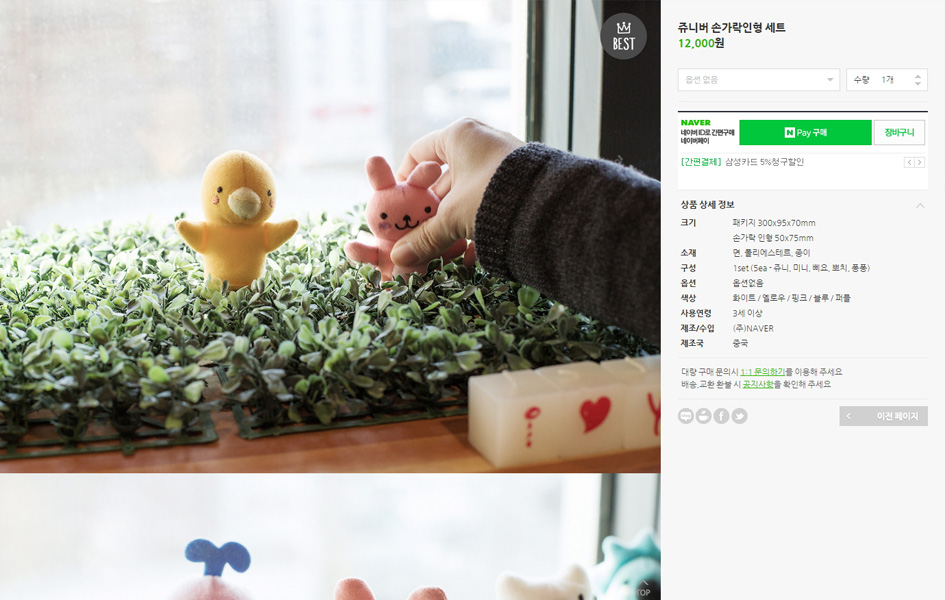 BEST
쥬니버 손가락인형 세트
12,000원
옵션 없음
수량 1개
NAVER
네이버 ID로 간편구매
네이버페이
N Pay 구매
장바구니
[간편결제] 삼성카드 5%청구할인
상품 상세 정보
크기 패키지 300x95x70mm
손가락 인형 50x75mm
소재 면, 폴리에스테르, 종이
구성 1set (5ea - 쥬니, 미니, 삐요, 뽀치, 퐁퐁)
옵션 옵션없음
색상 화이트 / 옐로우 / 핑크 / 블루 / 퍼플
사용연령 3세 이상
제조/수입 (주)NAVER
제조국 중국
대량 구매 문의시 1:1 문의하기를 이용해 주세요
배송,교환 환불 시 공지사항을 확인해 주세요
이전 페이지
i ♥ Y
TOP